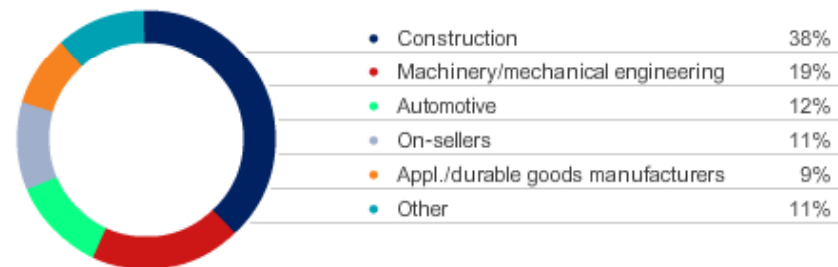 Construction 38%
Machinery/mechanical engineering 19%
Automotive 12%
On-sellers 11%
Appl./durable goods manufacturers 9%
Other 11%